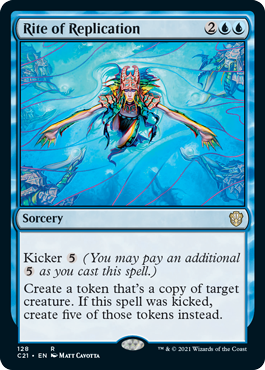 Rite of Replication 2
Sorcery
Kicker 5 (You may pay an additional
5 as you cast this spell.)
Create a token that's a copy of target
creature. If this spell was kicked,
create five of those tokens instead.
128 R
C21 • EN MATT CAVOTTA
™ & © 2021 Wizards of the Coast